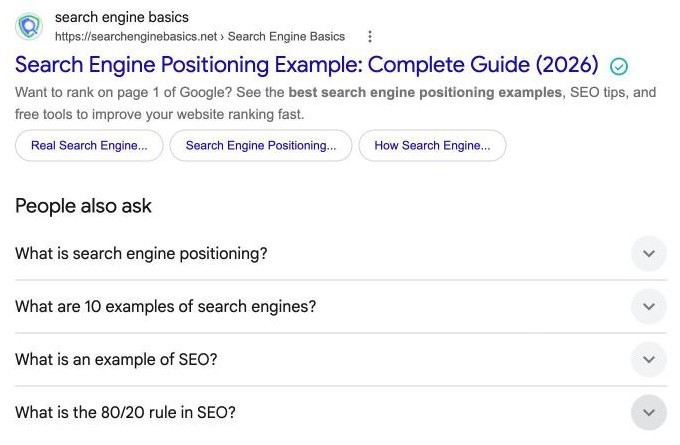 search engine basics
https://searchenginebasics.net › Search Engine Basics
Search Engine Positioning Example: Complete Guide (2026)
Want to rank on page 1 of Google? See the best search engine positioning examples, SEO tips, and
free tools to improve your website ranking fast.
Real Search Engine... Search Engine Positioning... How Search Engine...
People also ask
What is search engine positioning?
What are 10 examples of search engines?
What is an example of SEO?
What is the 80/20 rule in SEO?